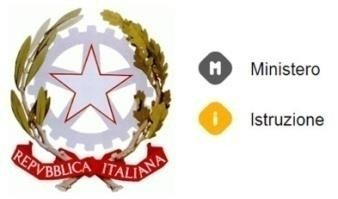 M Ministero
i Istruzione
REPVBBLICA ITALIANA